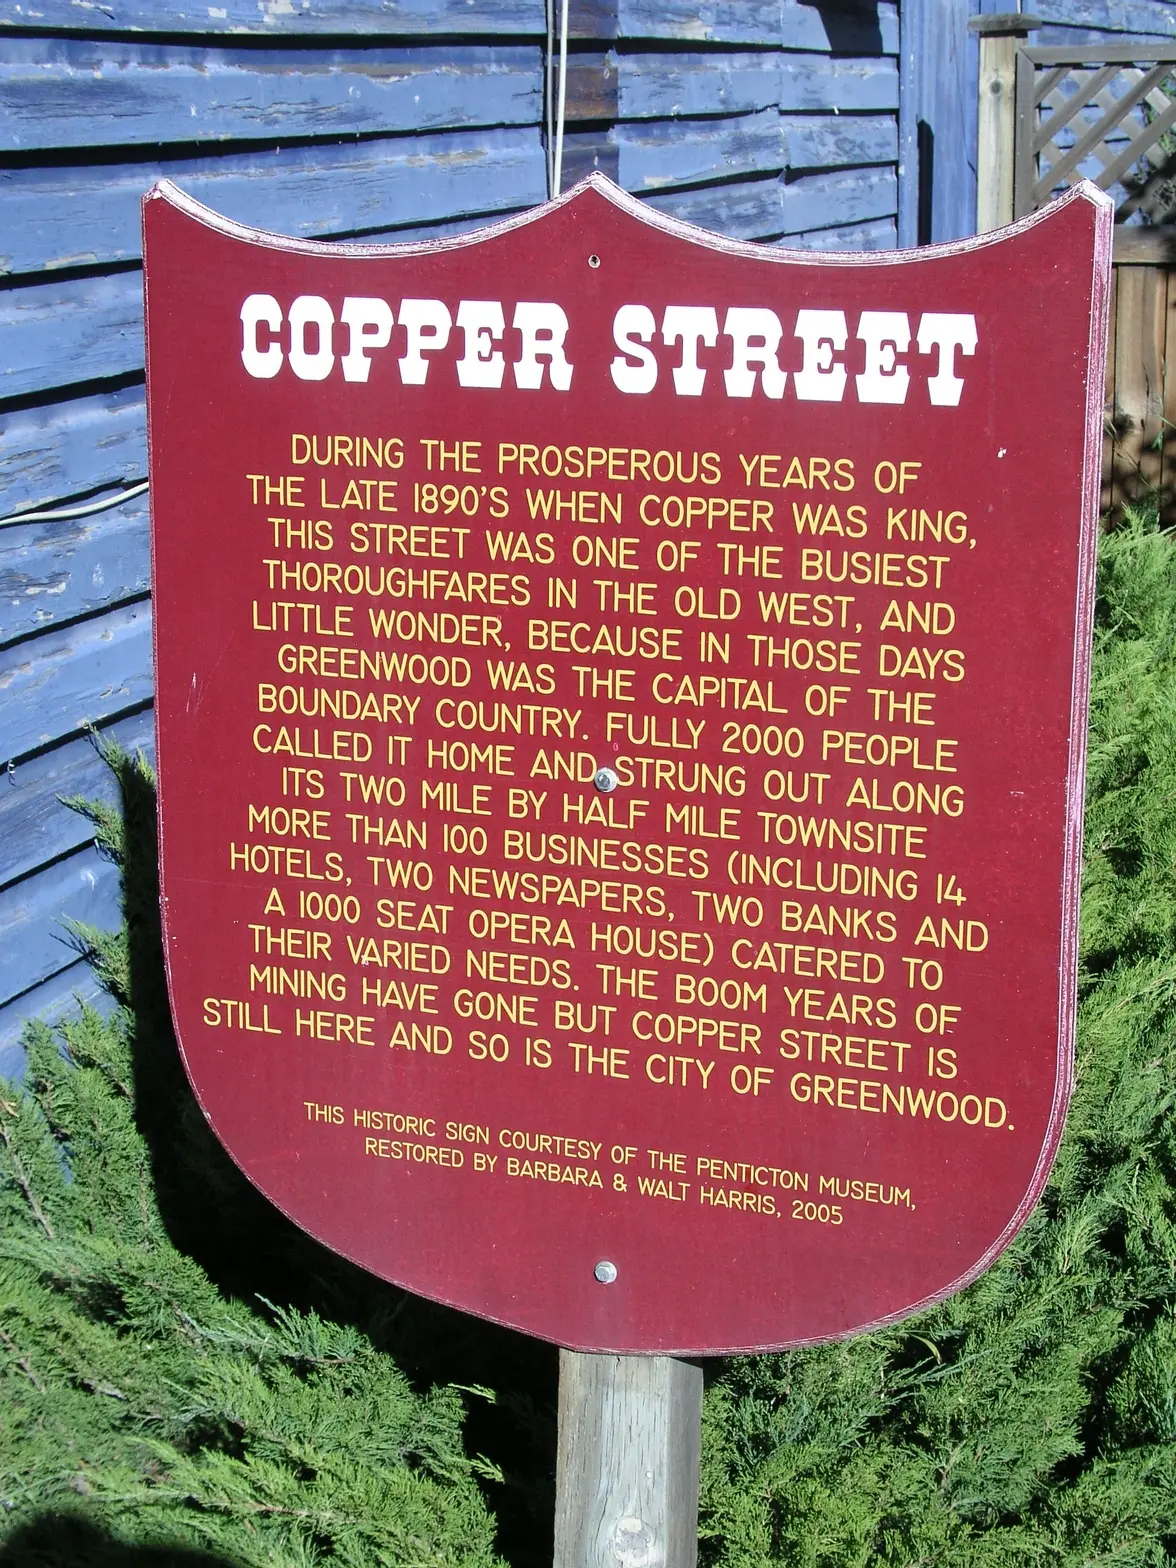 COPPER STREET
DURING THE PROSPEROUS YEARS OF
THE LATE 1890'S WHEN COPPER WAS KING,
THIS STREET WAS ONE OF THE BUSIEST
THOROUGHFARES IN THE OLD WEST, AND
LITTLE WONDER, BECAUSE IN THOSE DAYS
GREENWOOD WAS THE CAPITAL OF THE
BOUNDARY COUNTRY. FULLY 2000 PEOPLE
CALLED IT HOME AND STRUNG OUT ALONG
ITS TWO MILE BY HALF MILE TOWNSITE
MORE THAN 100 BUSINESSES (INCLUDING 14
HOTELS, TWO NEWSPAPERS, TWO BANKS AND
A 1000 SEAT OPERA HOUSE) CATERED TO
THEIR VARIED NEEDS. THE BOOM YEARS OF
MINING HAVE GONE BUT COPPER STREET IS
STILL HERE AND SO IS THE CITY OF GREENWOOD.
THIS HISTORIC SIGN COURTESY OF THE PENTICTON MUSEUM,
RESTORED BY BARBARA & WALT HARRIS, 2005